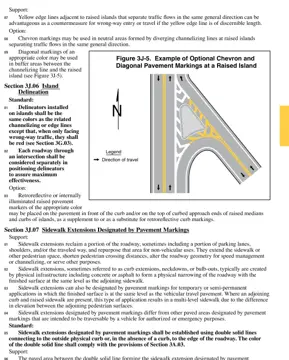 Support:
07 Yellow edge lines adjacent to raised islands that separate traffic flows in the same general direction can be
advantageous as a countermeasure for wrong-way entry or travel if the yellow edge line is of discernible length.
Option:
08 Chevron markings may be used in neutral areas formed by diverging channelizing lines at raised islands
separating traffic flows in the same general direction.
09 Diagonal markings of an
appropriate color may be used
in buffer areas between the
channelizing line and the raised
island (see Figure 3J-5).
Figure 3J-5. Example of Optional Chevron and
Diagonal Pavement Markings at a Raised Island
N
Legend
Direction of travel
Section 3J.06 Island
Delineation
Standard:
01 Delineators installed
on islands shall be the
same colors as the related
channelizing or edge lines
except that, when only facing
wrong-way traffic, they shall
be red (see Section 3G.03).
02 Each roadway through
an intersection shall be
considered separately in
positioning delineators
to assure maximum
effectiveness.
Option:
03 Retroreflective or internally
illuminated raised pavement
markers of the appropriate color
may be placed on the pavement in front of the curb and/or on the top of curbed approach ends of raised medians
and curbs of islands, as a supplement to or as a substitute for retroreflective curb markings.
Section 3J.07 Sidewalk Extensions Designated by Pavement Markings
Support:
01 Sidewalk extensions reclaim a portion of the roadway, sometimes including a portion of parking lanes,
shoulders, and/or the traveled way, and repurpose that area for non-vehicular uses. They extend the sidewalk or
other pedestrian space, shorten pedestrian crossing distances, alter the roadway geometry for speed management
or channelizing, or serve other purposes.
02 Sidewalk extensions, sometimes referred to as curb extensions, neckdowns, or bulb-outs, typically are created
by physical infrastructure including concrete or asphalt to form a physical narrowing of the roadway with the
finished surface at the same level as the adjoining sidewalk.
03 Sidewalk extensions can also be designated by pavement markings for temporary or semi-permanent
applications in which the finished surface is at the same level as the vehicular travel pavement. Where an adjoining
curb and raised sidewalk are present, this type of application results in a multi-level sidewalk due to the difference
in elevation between the adjoining pedestrian surfaces.
04 Sidewalk extensions designated by pavement markings differ from other paved areas designated by pavement
markings that are not intended to be traversable by a vehicle for authorized or emergency purposes.
Standard:
05 Sidewalk extensions designated by pavement markings shall be established using double solid lines
connecting to the outside physical curb or, in the absence of a curb, to the edge of the roadway. The color
of the double solid line shall comply with the provisions of Section 3A.03.
Support:
06 The paved area between the double solid line forming the sidewalk extension designated by pavement